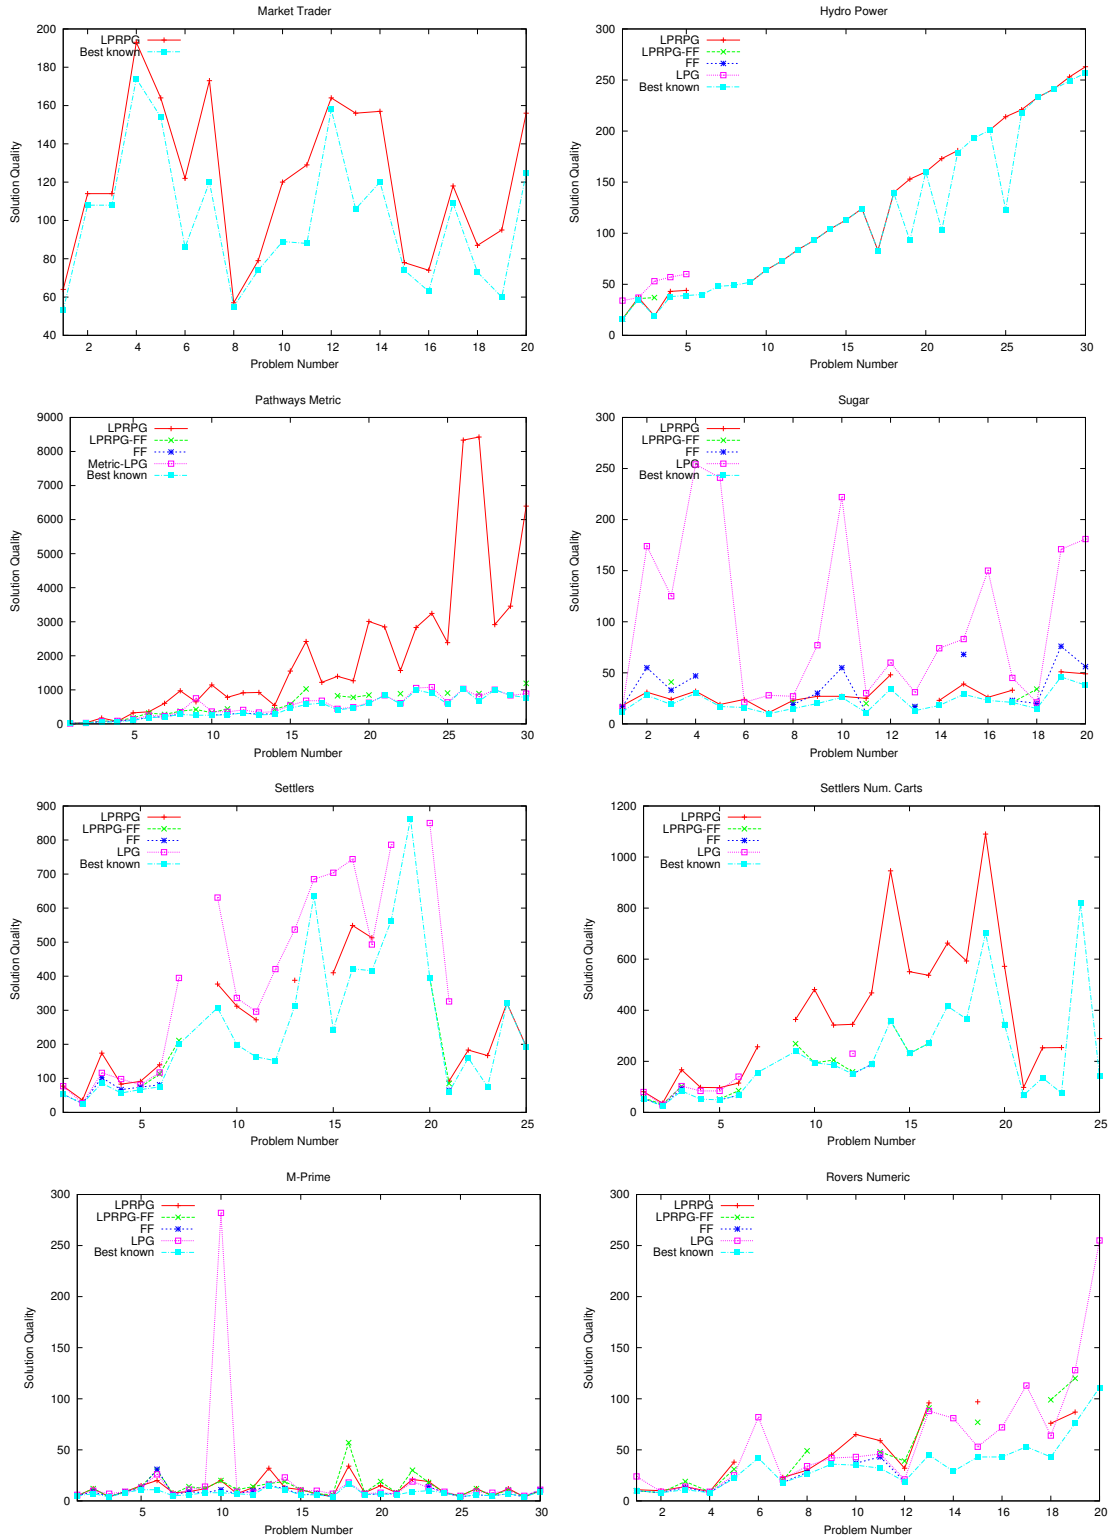 Market Trader
Solution Quality
200
180
160
140
120
100
80
60
40
LPRPG
Best known
2 4 6 8 10 12 14 16 18 20
Problem Number
Hydro Power
Solution Quality
300
250
200
150
100
50
0
LPRPG
LPRPG-FF
FF
LPG
Best known
5 10 15 20 25 30
Problem Number
Pathways Metric
Solution Quality
9000
8000
7000
6000
5000
4000
3000
2000
1000
0
LPRPG
LPRPG-FF
FF
Metric-LPG
Best known
5 10 15 20 25 30
Problem Number
Sugar
Solution Quality
300
250
200
150
100
50
0
LPRPG
LPRPG-FF
FF
LPG
Best known
2 4 6 8 10 12 14 16 18 20
Problem Number
Settlers
Solution Quality
900
800
700
600
500
400
300
200
100
0
LPRPG
LPRPG-FF
FF
LPG
Best known
5 10 15 20 25
Problem Number
Settlers Num. Carts
Solution Quality
1200
1000
800
600
400
200
0
LPRPG
LPRPG-FF
FF
LPG
Best known
5 10 15 20 25
Problem Number
M-Prime
Solution Quality
300
250
200
150
100
50
0
LPRPG
LPRPG-FF
FF
LPG
Best known
5 10 15 20 25 30
Problem Number
Rovers Numeric
Solution Quality
300
250
200
150
100
50
0
LPRPG
LPRPG-FF
FF
LPG
Best known
2 4 6 8 10 12 14 16 18 20
Problem Number